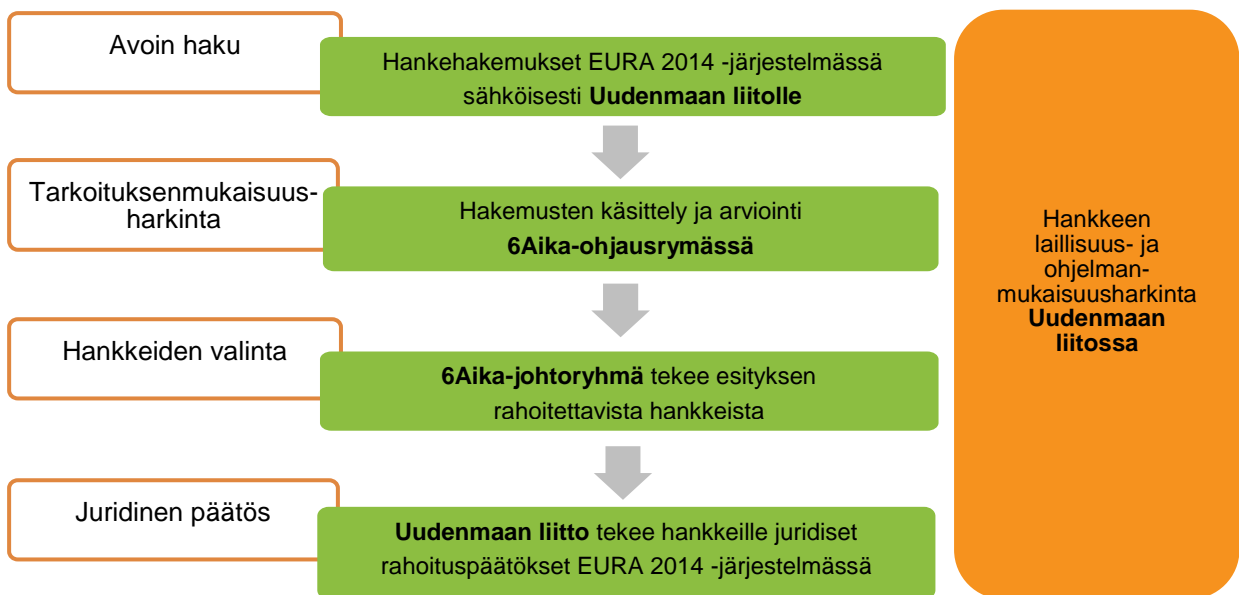 Avoin haku
Hankehakemukset EURA 2014 -järjestelmässä
sähköisesti Uudenmaan liitolle
Tarkoituksenmukaisuus-
harkinta
Hakemusten käsittely ja arviointi
6Aika-ohjausrymässä
Hankkeiden valinta
6Aika-johtoryhmä tekee esityksen
rahoitettavista hankkeista
Juridinen päätös
Uudenmaan liitto tekee hankkeille juridiset
rahoituspäätökset EURA 2014 -järjestelmässä
Hankkeen
laillisuus- ja
ohjelman-
mukaisuusharkinta
Uudenmaan
liitossa